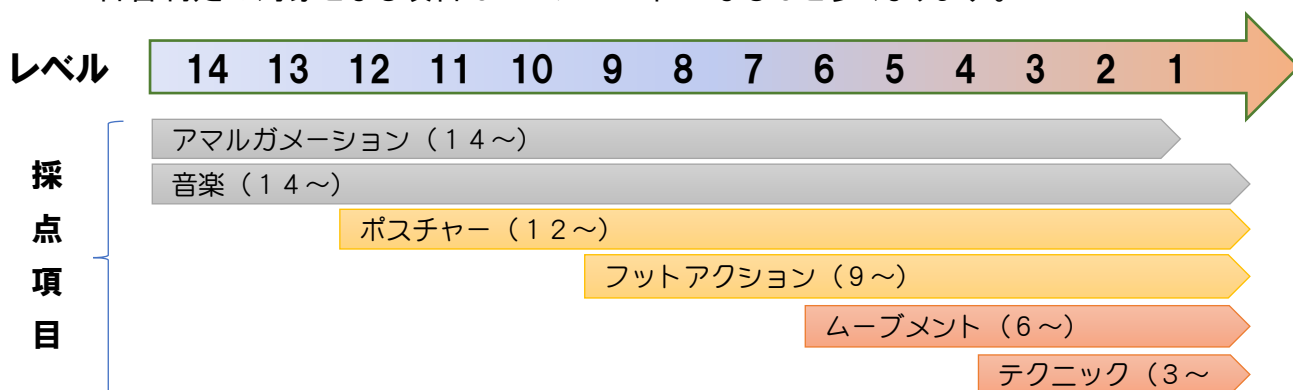 レベル 14 13 12 11 10 9 8 7 6 5 4 3 2 1
採点項目
アマルガメーション（１４～）
音楽（１４～）
ポスチャー（１２～）
フットアクション（９～）
ムーブメント（６～）
テクニック（３～